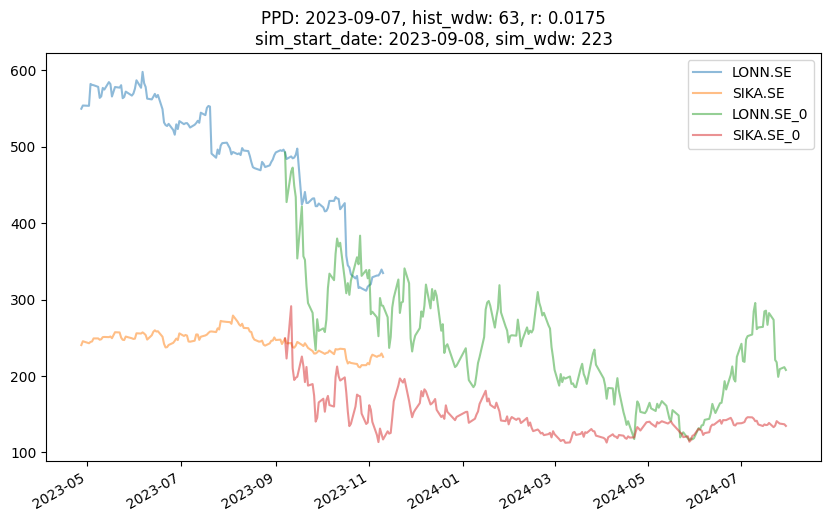 PPD: 2023-09-07, hist_wdw: 63, r: 0.0175
sim_start_date: 2023-09-08, sim_wdw: 223
LONN.SE
SIKA.SE
LONN.SE_0
SIKA.SE_0
600
500
400
300
200
100
2023-05
2023-07
2023-09
2023-11
2024-01
2024-03
2024-05
2024-07